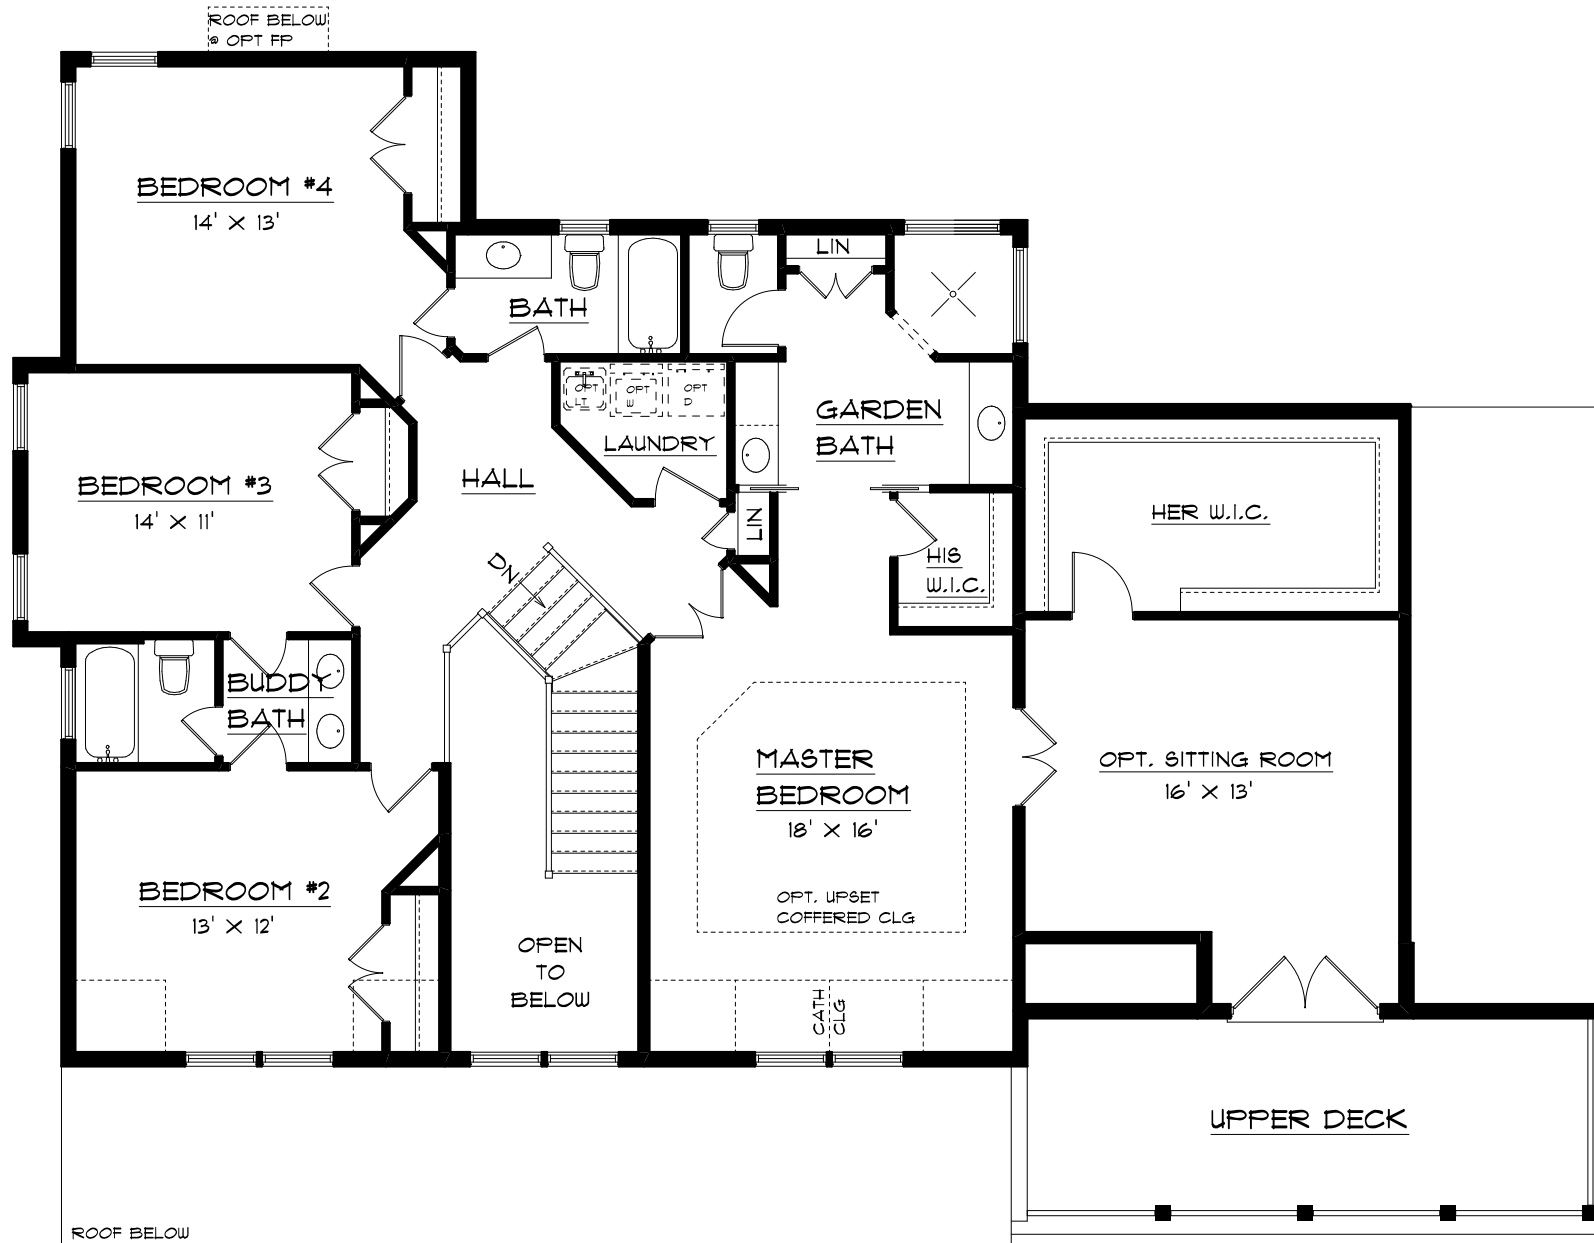 ROOF BELOW
@ OPT FP
BEDROOM #4
14' X 13'
LIN
BATH
OPT
LT
OPT
W
OPT
D
LAUNDRY
GARDEN
BATH
HALL
BEDROOM #3
14' X 11'
LIN
HER W.I.C.
HIS
W.I.C.
DN
BUDDY
BATH
MASTER
BEDROOM
18' X 16'
OPT. SITTING ROOM
16' X 13'
OPT. UPSET
COFFERED CLG
BEDROOM #2
13' X 12'
OPEN
TO
BELOW
CATH
CLG
UPPER DECK
ROOF BELOW